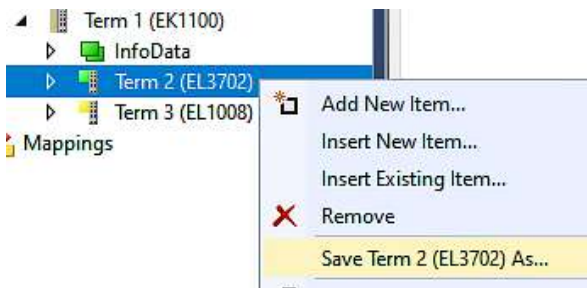 Term 1 (EK1100)
InfoData
Term 2 (EL3702)
Term 3 (EL1008)
Mappings
Add New Item...
Insert New Item...
Insert Existing Item...
Remove
Save Term 2 (EL3702) As...